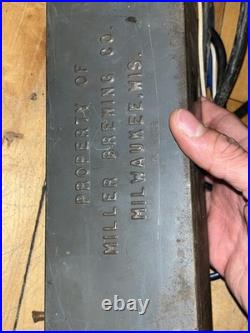 PROPERTY OF
MILLER BREWING CO.
MILWAUKEE, WIS.